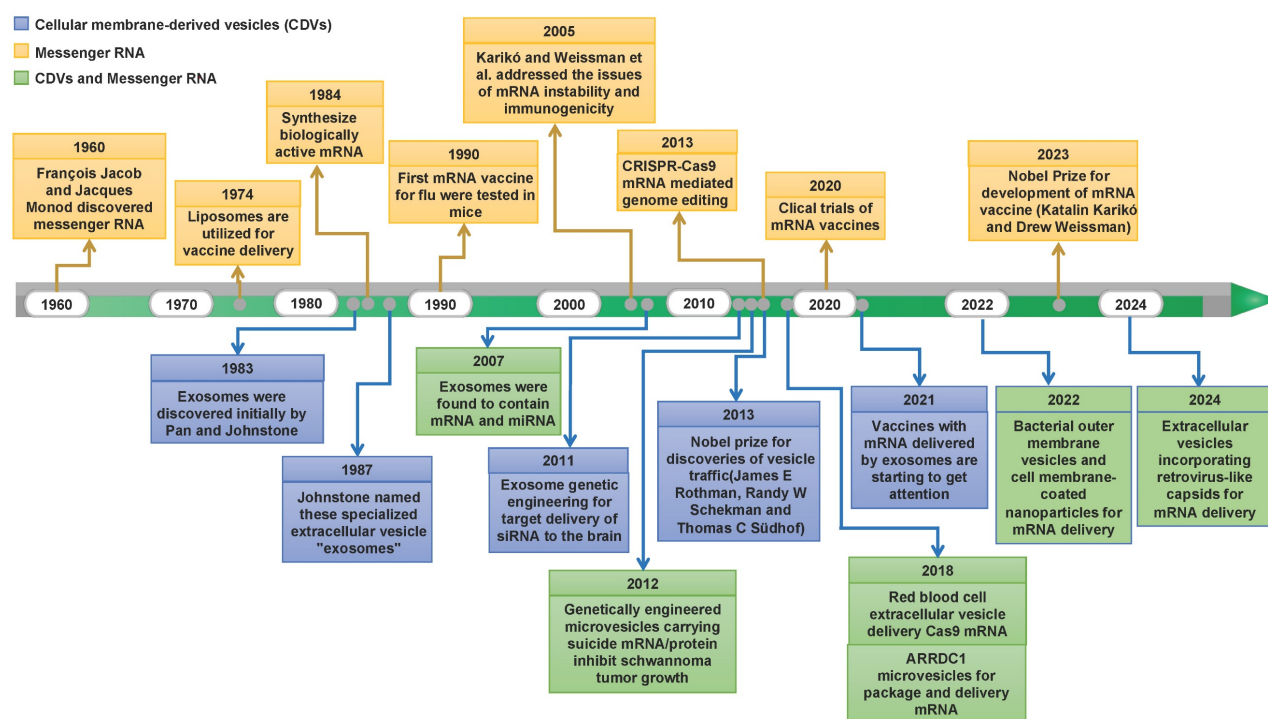 Cellular membrane-derived vesicles (CDVs)
Messenger RNA
CDVs and Messenger RNA
1960
François Jacob
and Jacques
Monod discovered
messenger RNA
1974
Liposomes are
utilized for
vaccine delivery
1984
Synthesize
biologically
active mRNA
1990
First mRNA vaccine
for flu were tested in
mice
2005
Karikó and Weissman et
al. addressed the issues
of mRNA instability and
immunogenicity
2013
CRISPR-Cas9
mRNA mediated
genome editing
2020
Clical trials of
mRNA vaccines
2023
Nobel Prize for
development of mRNA
vaccine (Katalin Karikó
and Drew Weissman)
1960
1970
1980
1990
2000
2010
2020
2022
2024
1983
Exosomes were
discovered initially by
Pan and Johnstone
1987
Johnstone named
these specialized
extracellular vesicle
"exosomes"
2007
Exosomes were
found to contain
mRNA and miRNA
2011
Exosome genetic
engineering for
target delivery of
siRNA to the brain
2012
Genetically engineered
microvesicles carrying
suicide mRNA/protein
inhibit schwannoma
tumor growth
2013
Nobel prize for
discoveries of vesicle
traffic(James E
Rothman, Randy W
Schekman and
Thomas C Südhof)
2018
Red blood cell
extracellular vesicle
delivery Cas9 mRNA
ARRDC1
microvesicles for
package and delivery
mRNA
2021
Vaccines with
mRNA delivered
by exosomes are
starting to get
attention
2022
Bacterial outer
membrane
vesicles and
cell membrane-
coated
nanoparticles for
mRNA delivery
2024
Extracellular
vesicles
incorporating
retrovirus-like
capsids for
mRNA delivery